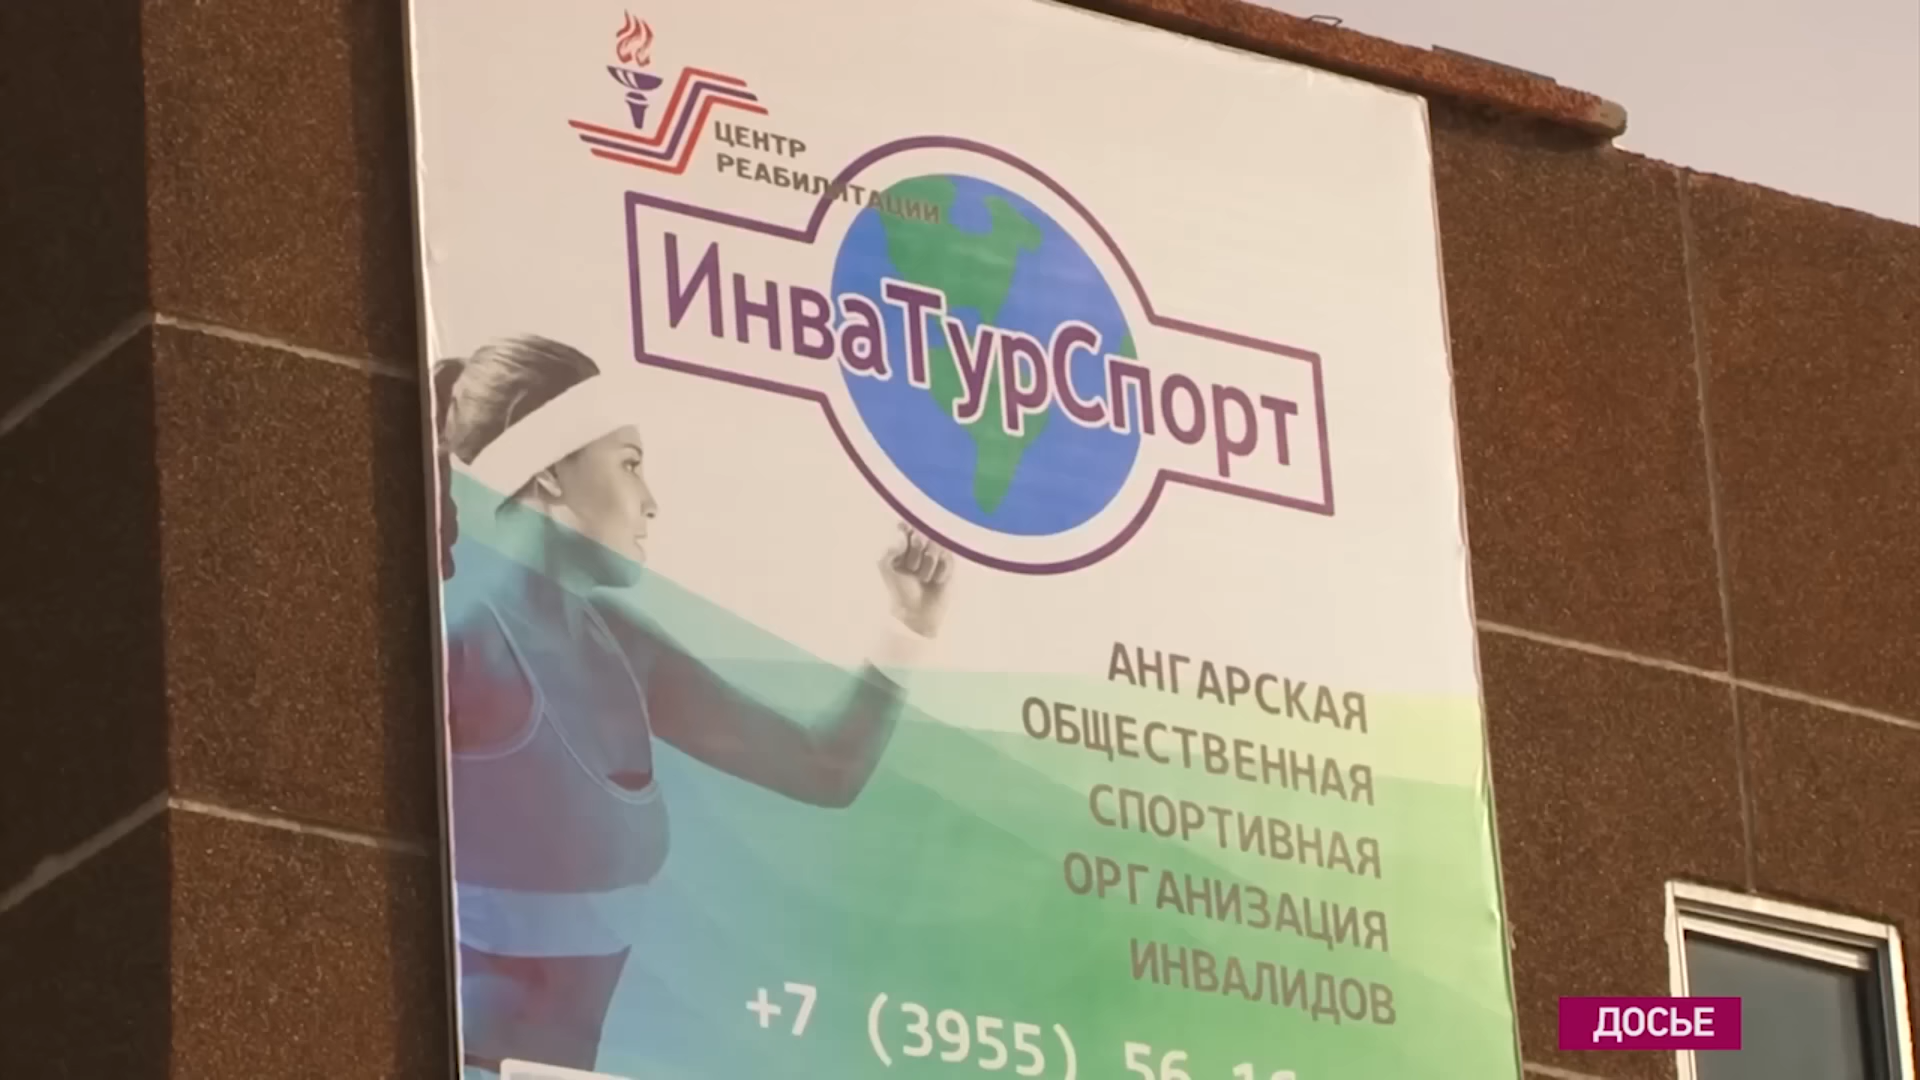 ЦЕНТР
РЕАБИЛИТАЦИИ
ИнваТурСпорт
АНГАРСКАЯ
ОБЩЕСТВЕННАЯ
СПОРТИВНАЯ
ОРГАНИЗАЦИЯ
ИНВАЛИДОВ
+7 (3955) 56
ДОСЬЕ